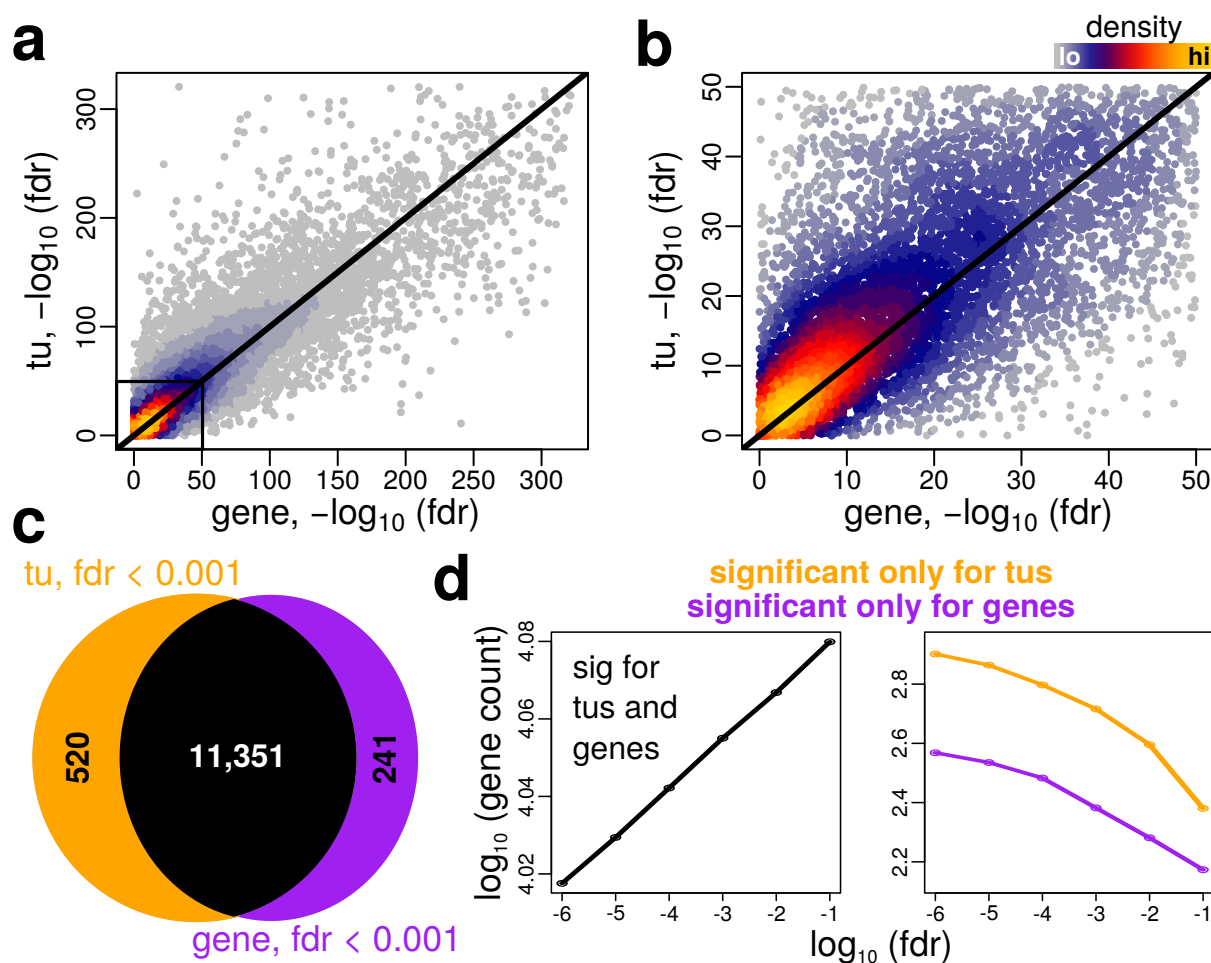 a
b
density
lo
hi
tu, −log10 (fdr)
0
100
200
300
0
50
100
150
200
250
300
gene, −log10 (fdr)
tu, −log10 (fdr)
0
10
20
30
40
50
0
10
20
30
40
50
gene, −log10 (fdr)
c
tu, fdr < 0.001
520
11,351
241
gene, fdr < 0.001
d
significant only for tus
significant only for genes
log10 (gene count)
4.02
4.04
4.06
4.08
sig for
tus and
genes
-6
-5
-4
-3
-2
-1
2.2
2.4
2.6
2.8
-6
-5
-4
-3
-2
-1
log10 (fdr)